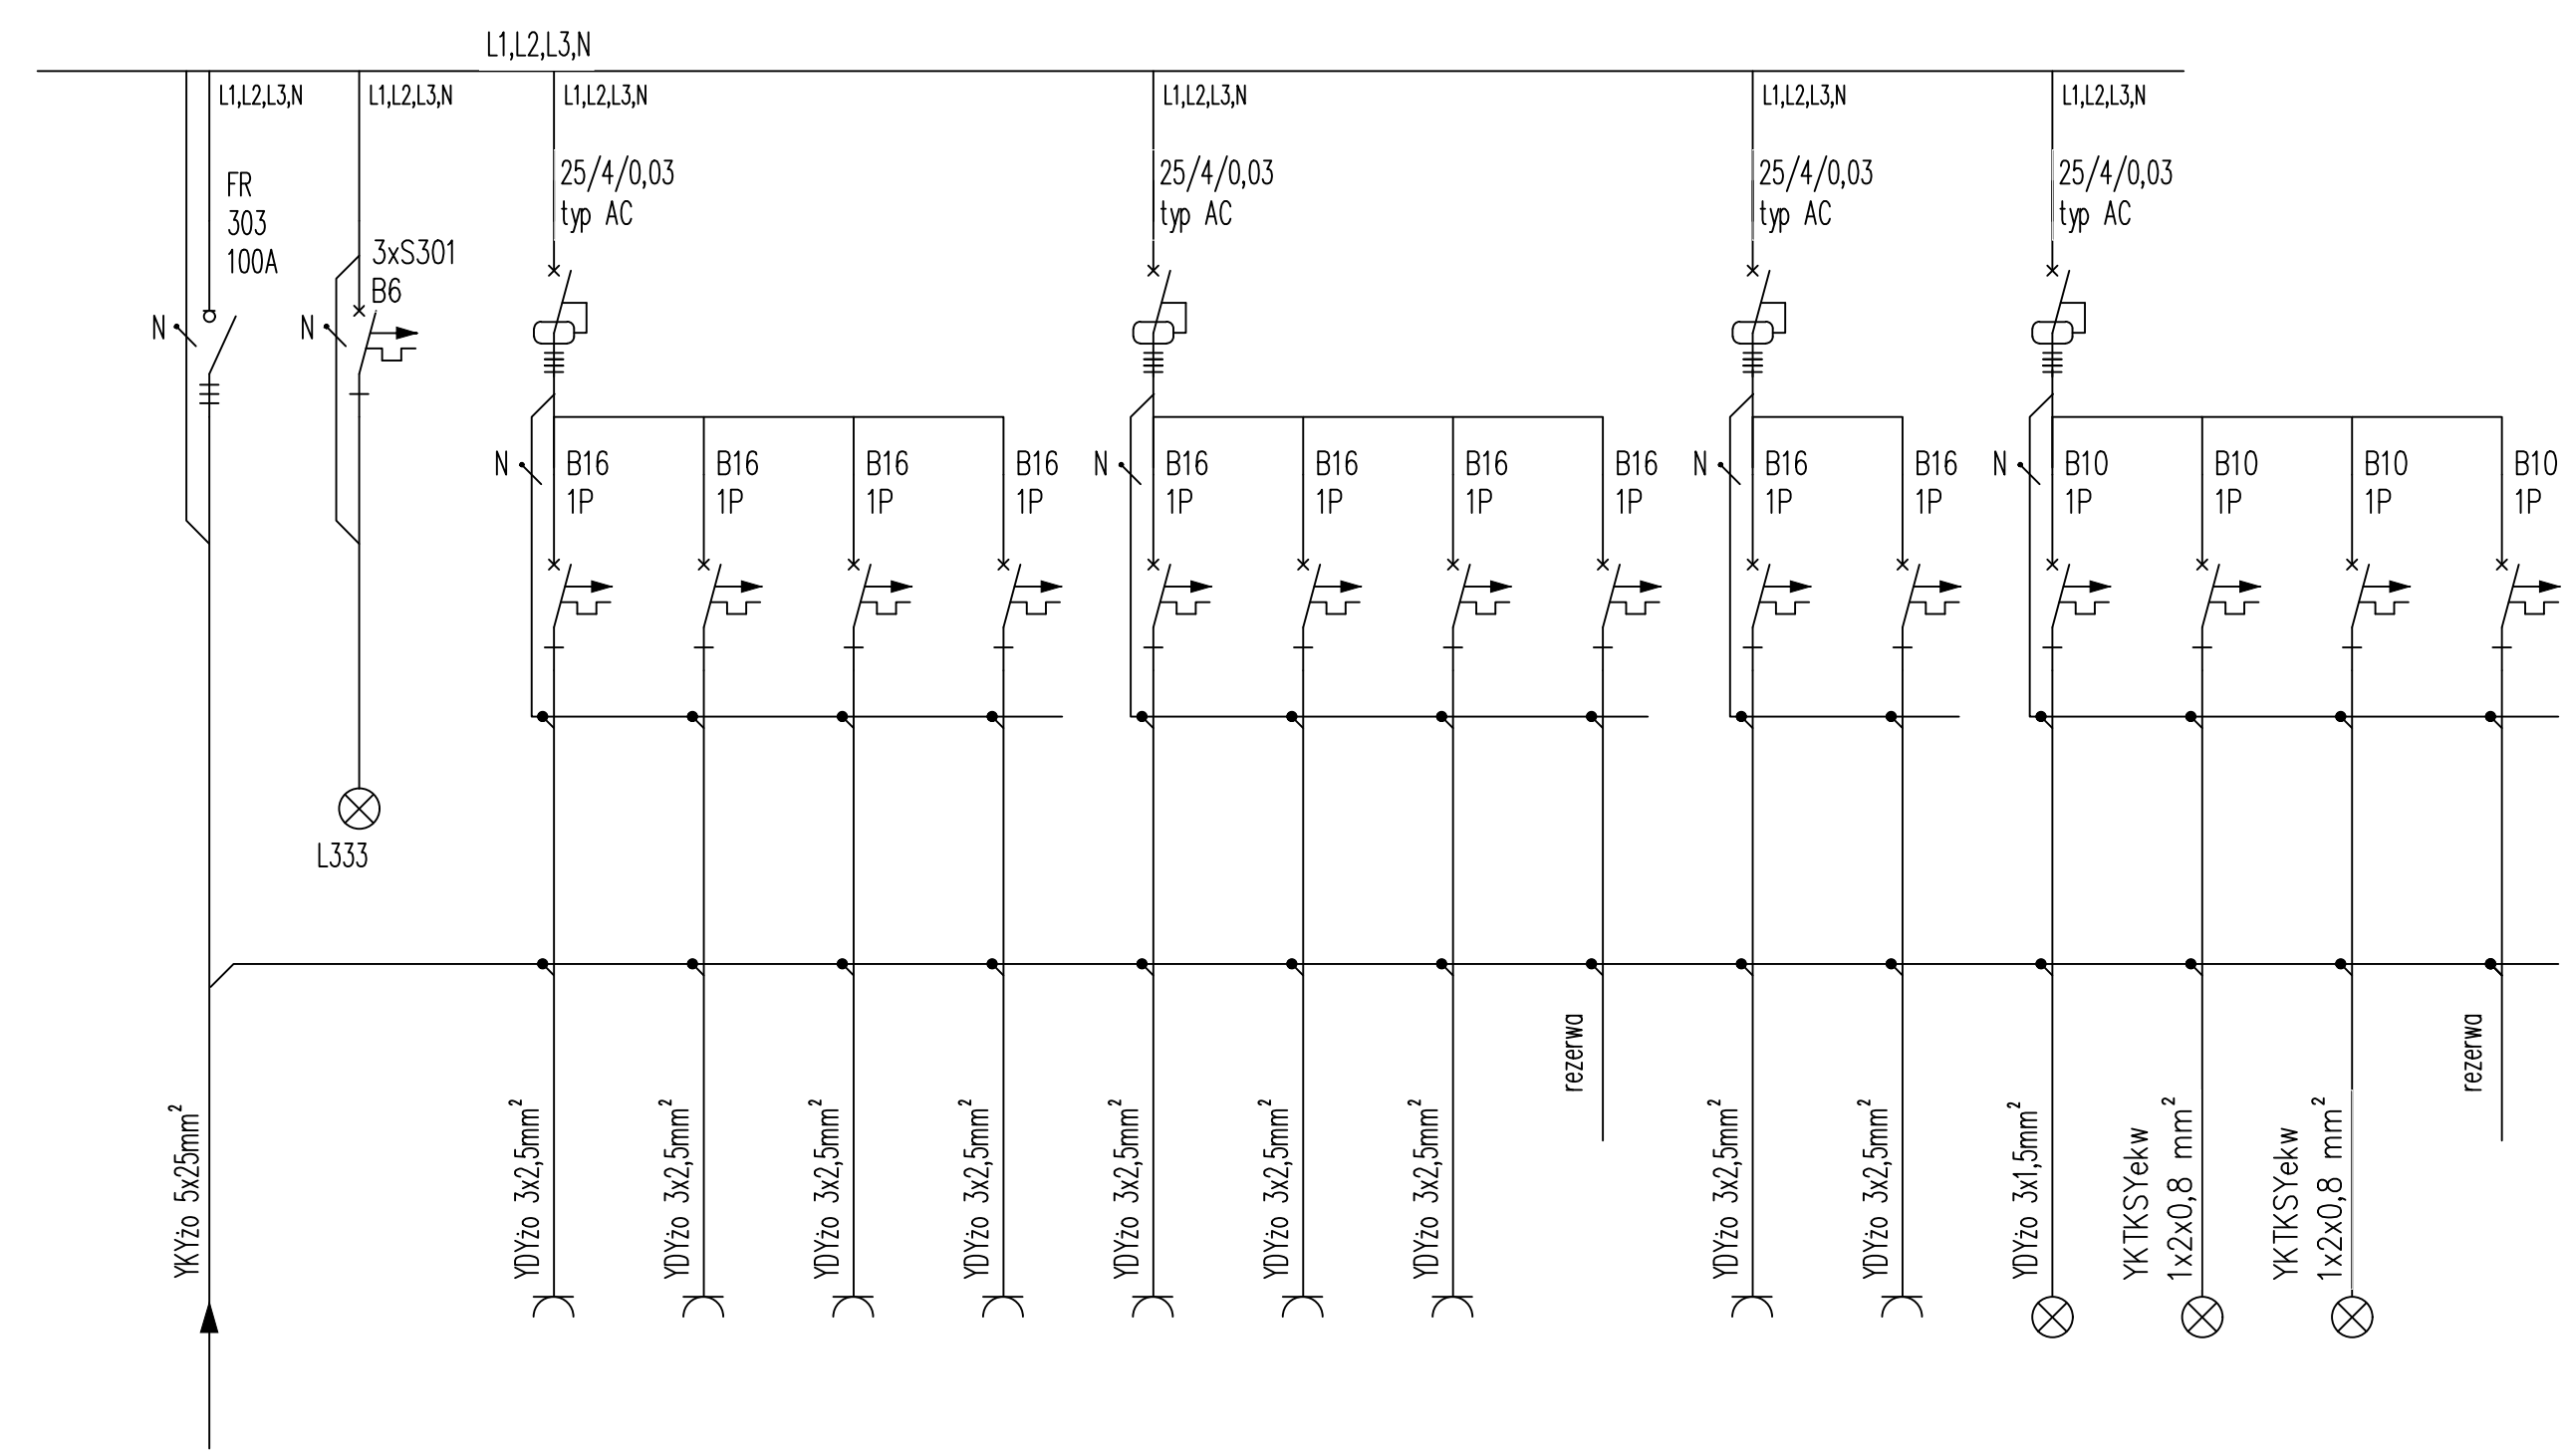 L1,L2,L3,N
L1,L2,L3,N
L1,L2,L3,N
L1,L2,L3,N
L1,L2,L3,N
L1,L2,L3,N
L1,L2,L3,N
FR
303
100A
3xS301
B6
25/4/0,03
typ AC
25/4/0,03
typ AC
25/4/0,03
typ AC
25/4/0,03
typ AC
N
N
N
B16
1P
B16
1P
B16
1P
B16
1P
N
B16
1P
B16
1P
B16
1P
B16
1P
N
B16
1P
B16
1P
N
B10
1P
B10
1P
B10
1P
B10
1P
L333
YKYżo 5x25mm²
YDYżo 3x2,5mm²
YDYżo 3x2,5mm²
YDYżo 3x2,5mm²
YDYżo 3x2,5mm²
YDYżo 3x2,5mm²
YDYżo 3x2,5mm²
YDYżo 3x2,5mm²
rezerwa
YDYżo 3x2,5mm²
YDYżo 3x2,5mm²
YDYżo 3x1,5mm²
YKTKSYekw
1x2x0,8 mm²
YKTKSYekw
1x2x0,8 mm²
rezerwa